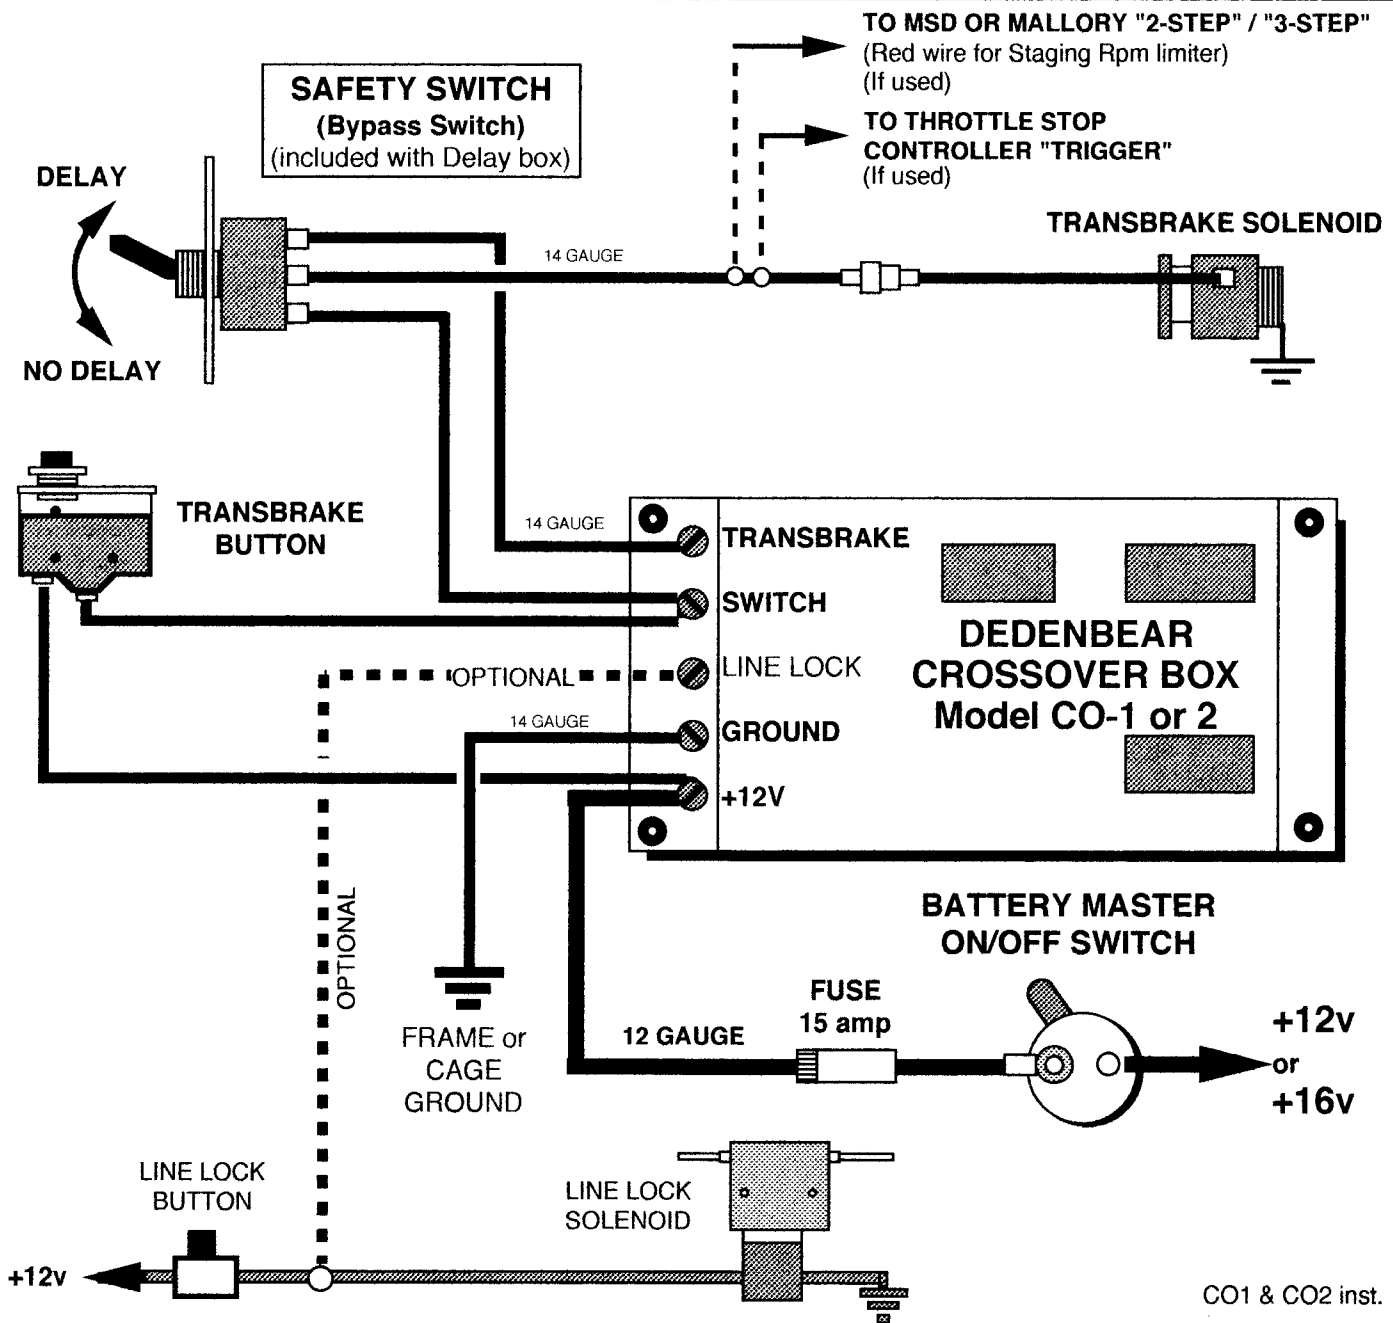 TO MSD OR MALLORY "2-STEP" / "3-STEP"
(Red wire for Staging Rpm limiter)
(If used)
SAFETY SWITCH
(Bypass Switch)
(included with Delay box)
TO THROTTLE STOP
CONTROLLER "TRIGGER"
(If used)
DELAY
TRANSBRAKE SOLENOID
14 GAUGE
NO DELAY
TRANSBRAKE
BUTTON
14 GAUGE
TRANSBRAKE
SWITCH
LINE LOCK
GROUND
+12V
DEDENBEAR
CROSSOVER BOX
Model CO-1 or 2
OPTIONAL
14 GAUGE
OPTIONAL
BATTERY MASTER
ON/OFF SWITCH
FUSE
15 amp
12 GAUGE
+12v
or
+16v
FRAME or
CAGE
GROUND
LINE LOCK
BUTTON
LINE LOCK
SOLENOID
+12v
CO1 & CO2 inst.